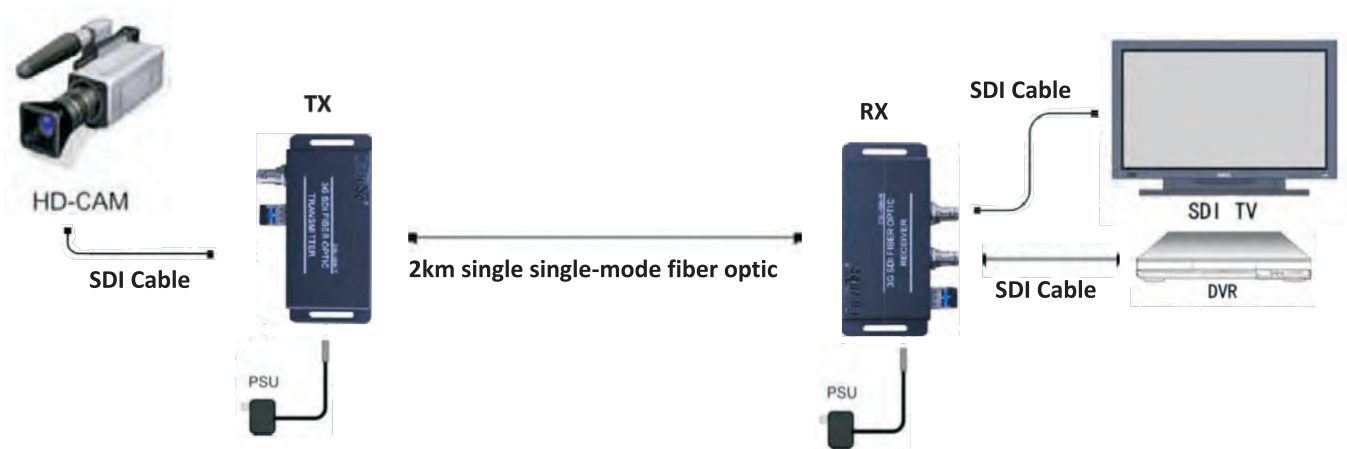 HD-CAM
SDI Cable
TX
3G SDI FIBER OPTIC
TRANSMITTER
PSU
2km single single-mode fiber optic
RX
3G SDI FIBER OPTIC
RECEIVER
PSU
SDI Cable
SDI TV
SDI Cable
DVR